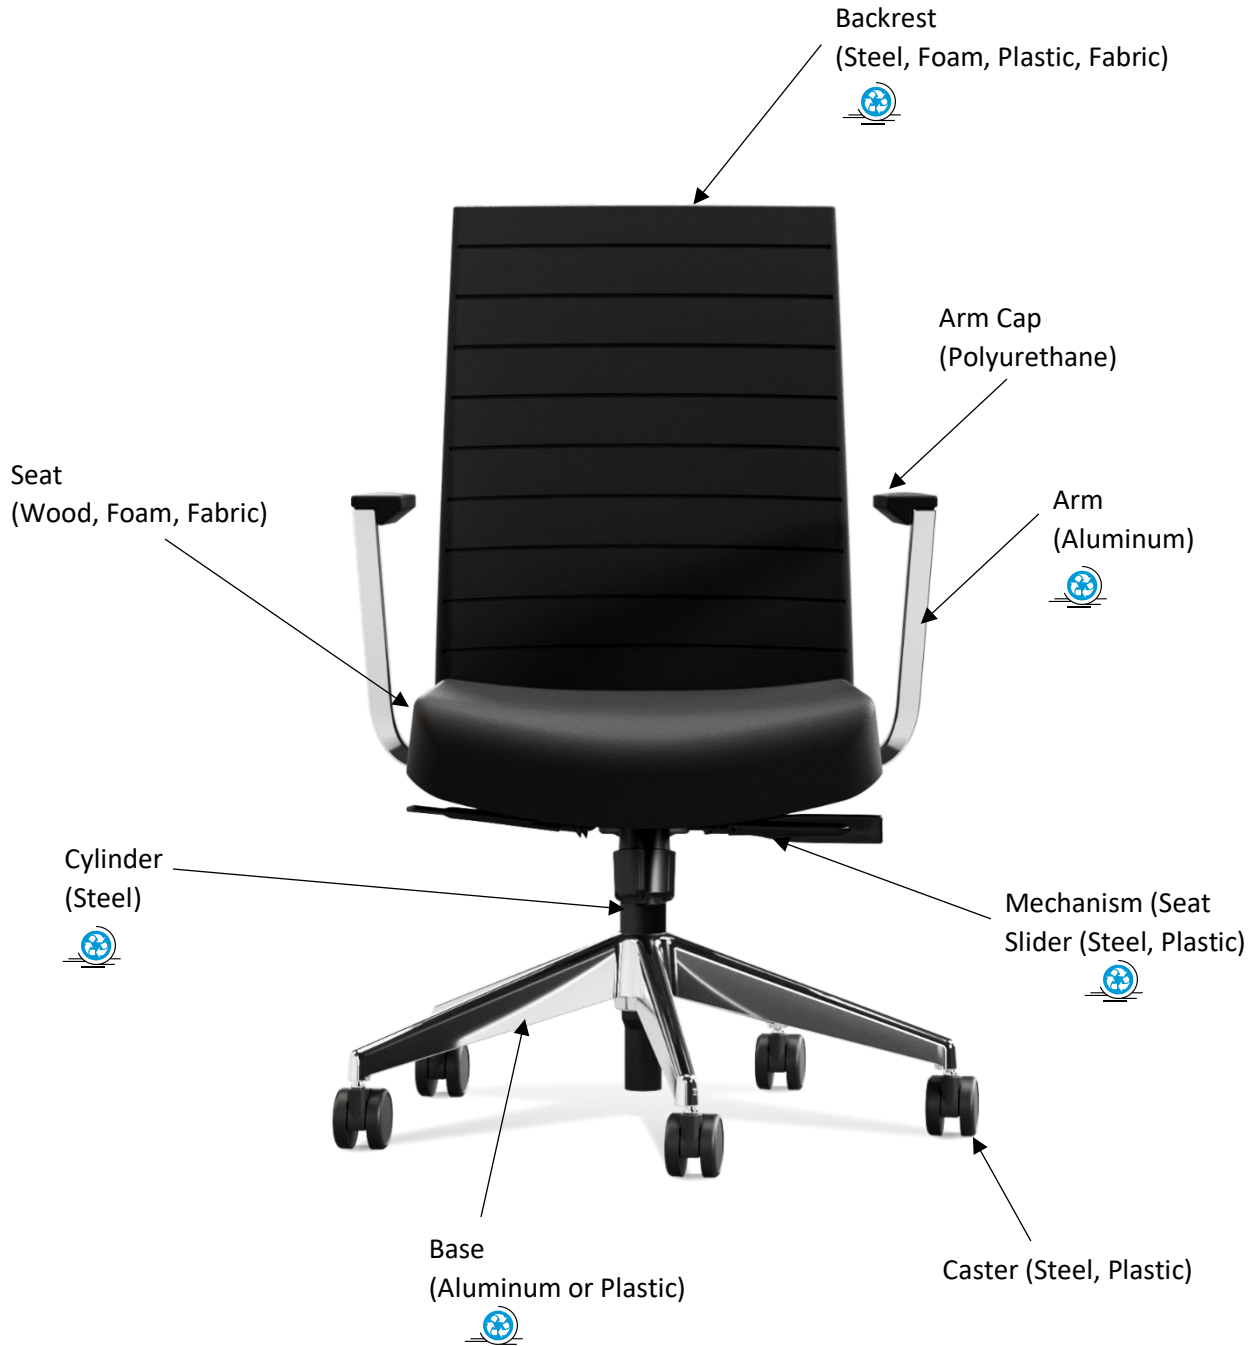 Backrest
(Steel, Foam, Plastic, Fabric)
Arm Cap
(Polyurethane)
Seat
(Wood, Foam, Fabric)
Arm
(Aluminum)
Cylinder
(Steel)
Mechanism (Seat
Slider (Steel, Plastic)
Base
(Aluminum or Plastic)
Caster (Steel, Plastic)